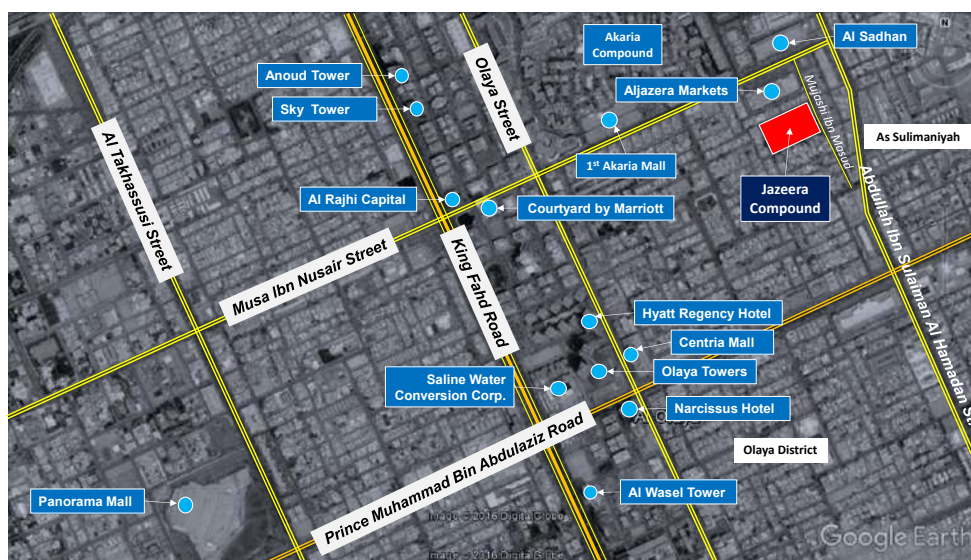 N
Akaria
Compound
Al Sadhan
Anoud Tower
Olaya Street
Aljazera Markets
Mujashi Ibn Masud
Sky Tower
As Sulimaniyah
Al Takhassusi Street
1st Akaria Mall
Jazeera
Compound
Al Rajhi Capital
Courtyard by Marriott
Musa Ibn Nusair Street
King Fahd Road
Abdullah Ibn Sulaiman Al Hamadan St
Hyatt Regency Hotel
Centria Mall
Olaya Towers
Saline Water
Conversion Corp.
Narcissus Hotel
Olaya District
Prince Muhammad Bin Abdulaziz Road
Panorama Mall
Al Wasel Tower
Image © 2016 DigitalGlobe
Google Earth
Image © 2016 DigitalGlobe